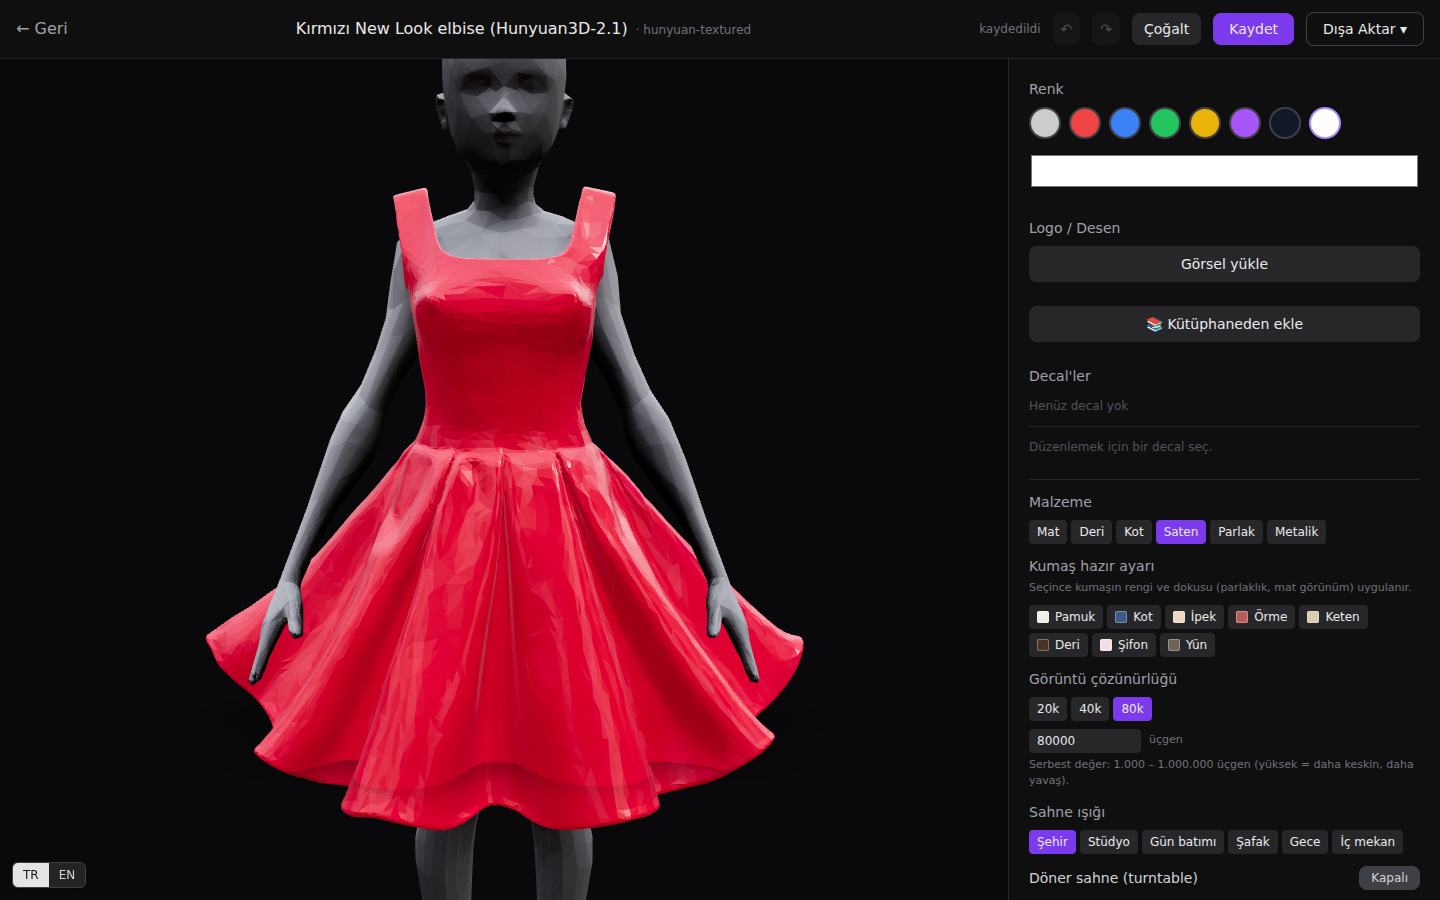 ← Geri
Kırmızı New Look elbise (Hunyuan3D-2.1) · hunyuan-textured
kaydedildi ↶ ↷ Çoğalt Kaydet Dışa Aktar ▾
Renk
Logo / Desen
Görsel yükle
📚 Kütüphaneden ekle
Decal'ler
Henüz decal yok
Düzenlemek için bir decal seç.
Malzeme
Mat Deri Kot Saten Parlak Metalik
Kumaş hazır ayarı
Seçince kumaşın rengi ve dokusu (parlaklık, mat görünüm) uygulanır.
Pamuk Kot İpek Örme Keten
Deri Şifon Yün
Görüntü çözünürlüğü
20k 40k 80k
80000 üçgen
Serbest değer: 1.000 – 1.000.000 üçgen (yüksek = daha keskin, daha
yavaş).
Sahne ışığı
Şehir Stüdyo Gün batımı Şafak Gece İç mekan
Döner sahne (turntable) Kapalı
TR EN